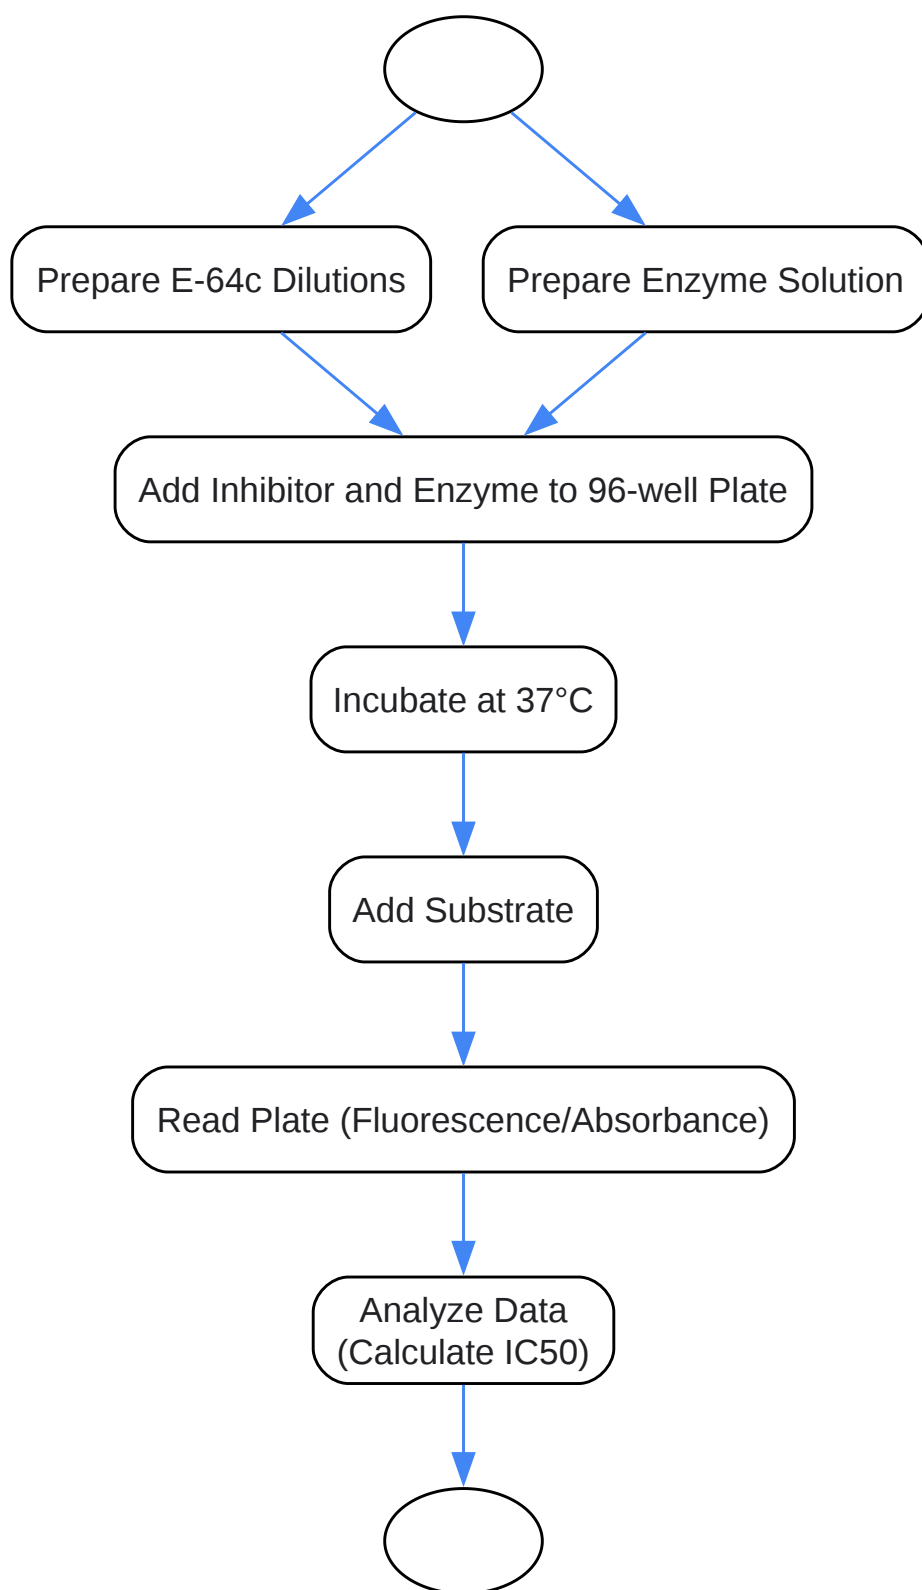 Prepare E-64c Dilutions
Prepare Enzyme Solution
Add Inhibitor and Enzyme to 96-well Plate
Incubate at 37°C
Add Substrate
Read Plate (Fluorescence/Absorbance)
Analyze Data
(Calculate IC50)